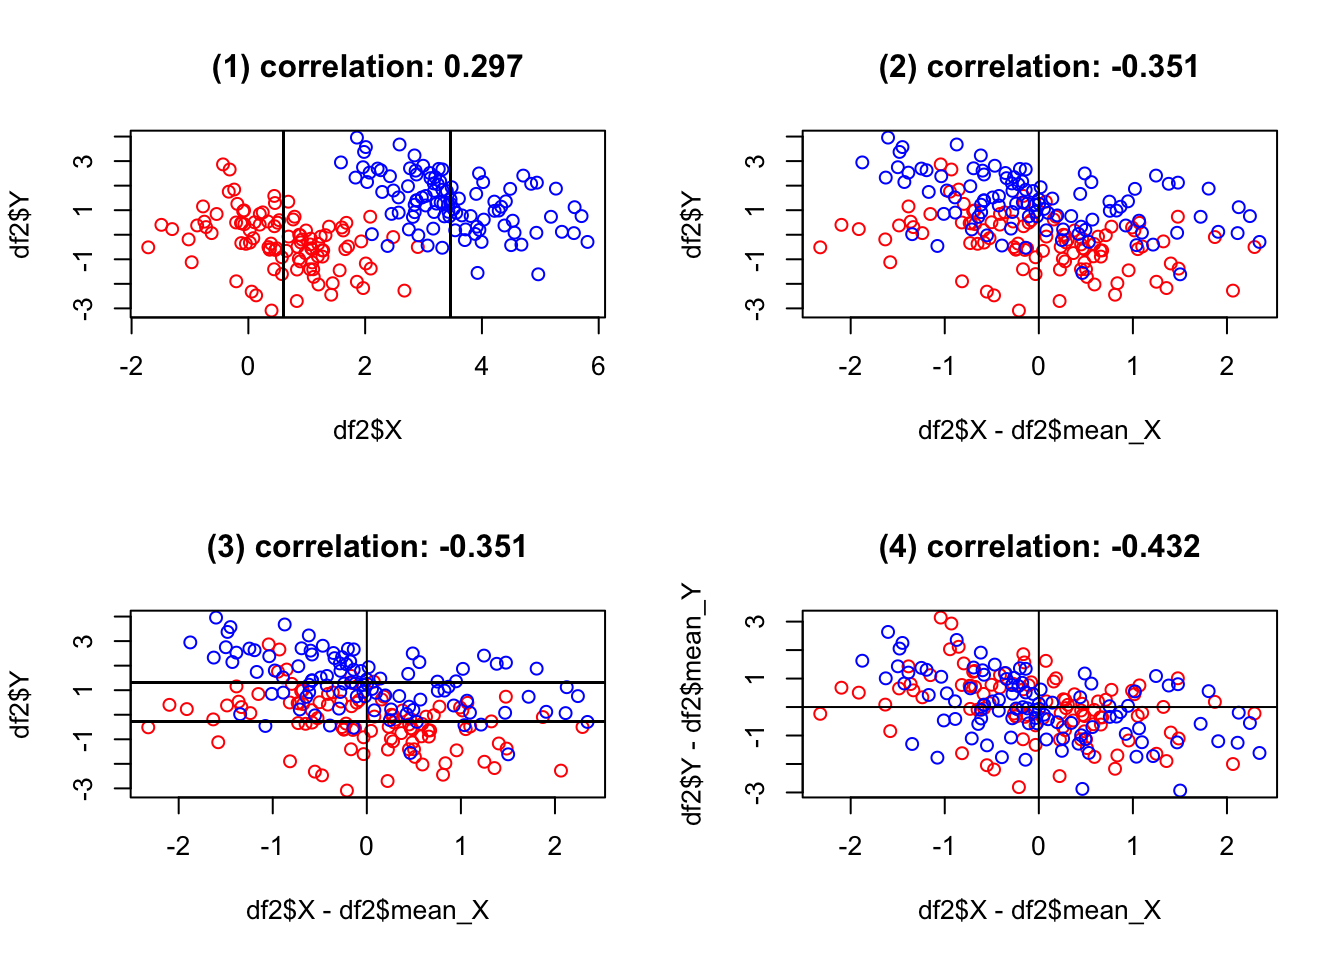 (1) correlation: 0.297
df2$Y
3
1
-1
-3
-2 0 2 4 6
df2$X
(2) correlation: -0.351
df2$Y
3
1
-1
-3
-2 -1 0 1 2
df2$X - df2$mean_X
(3) correlation: -0.351
df2$Y
3
1
-1
-3
-2 -1 0 1 2
df2$X - df2$mean_X
(4) correlation: -0.432
df2$Y - df2$mean_Y
3
1
-1
-3
-2 -1 0 1 2
df2$X - df2$mean_X